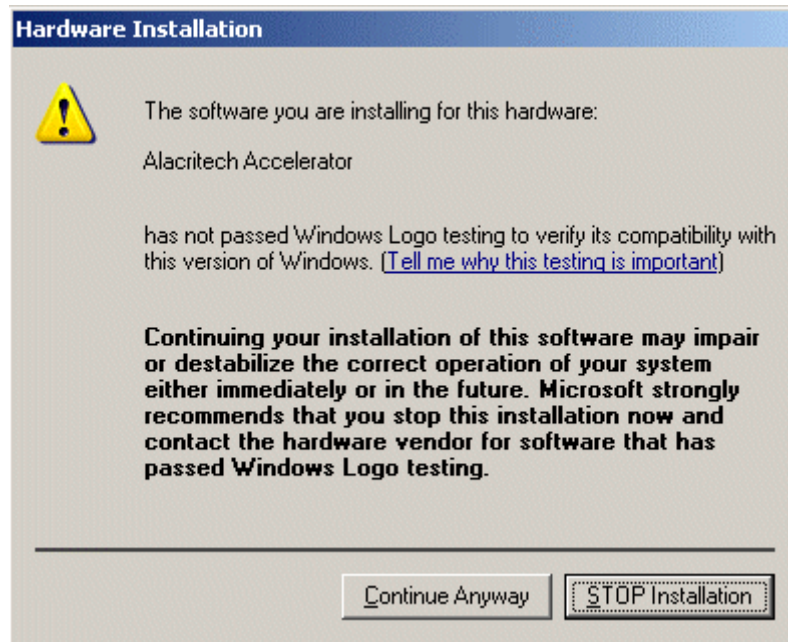 Hardware Installation
The software you are installing for this hardware:
Alacritech Accelerator
has not passed Windows Logo testing to verify its compatibility with
this version of Windows. (Tell me why this testing is important)
Continuing your installation of this software may impair
or destabilize the correct operation of your system
either immediately or in the future. Microsoft strongly
recommends that you stop this installation now and
contact the hardware vendor for software that has
passed Windows Logo testing.
Continue Anyway
STOP Installation